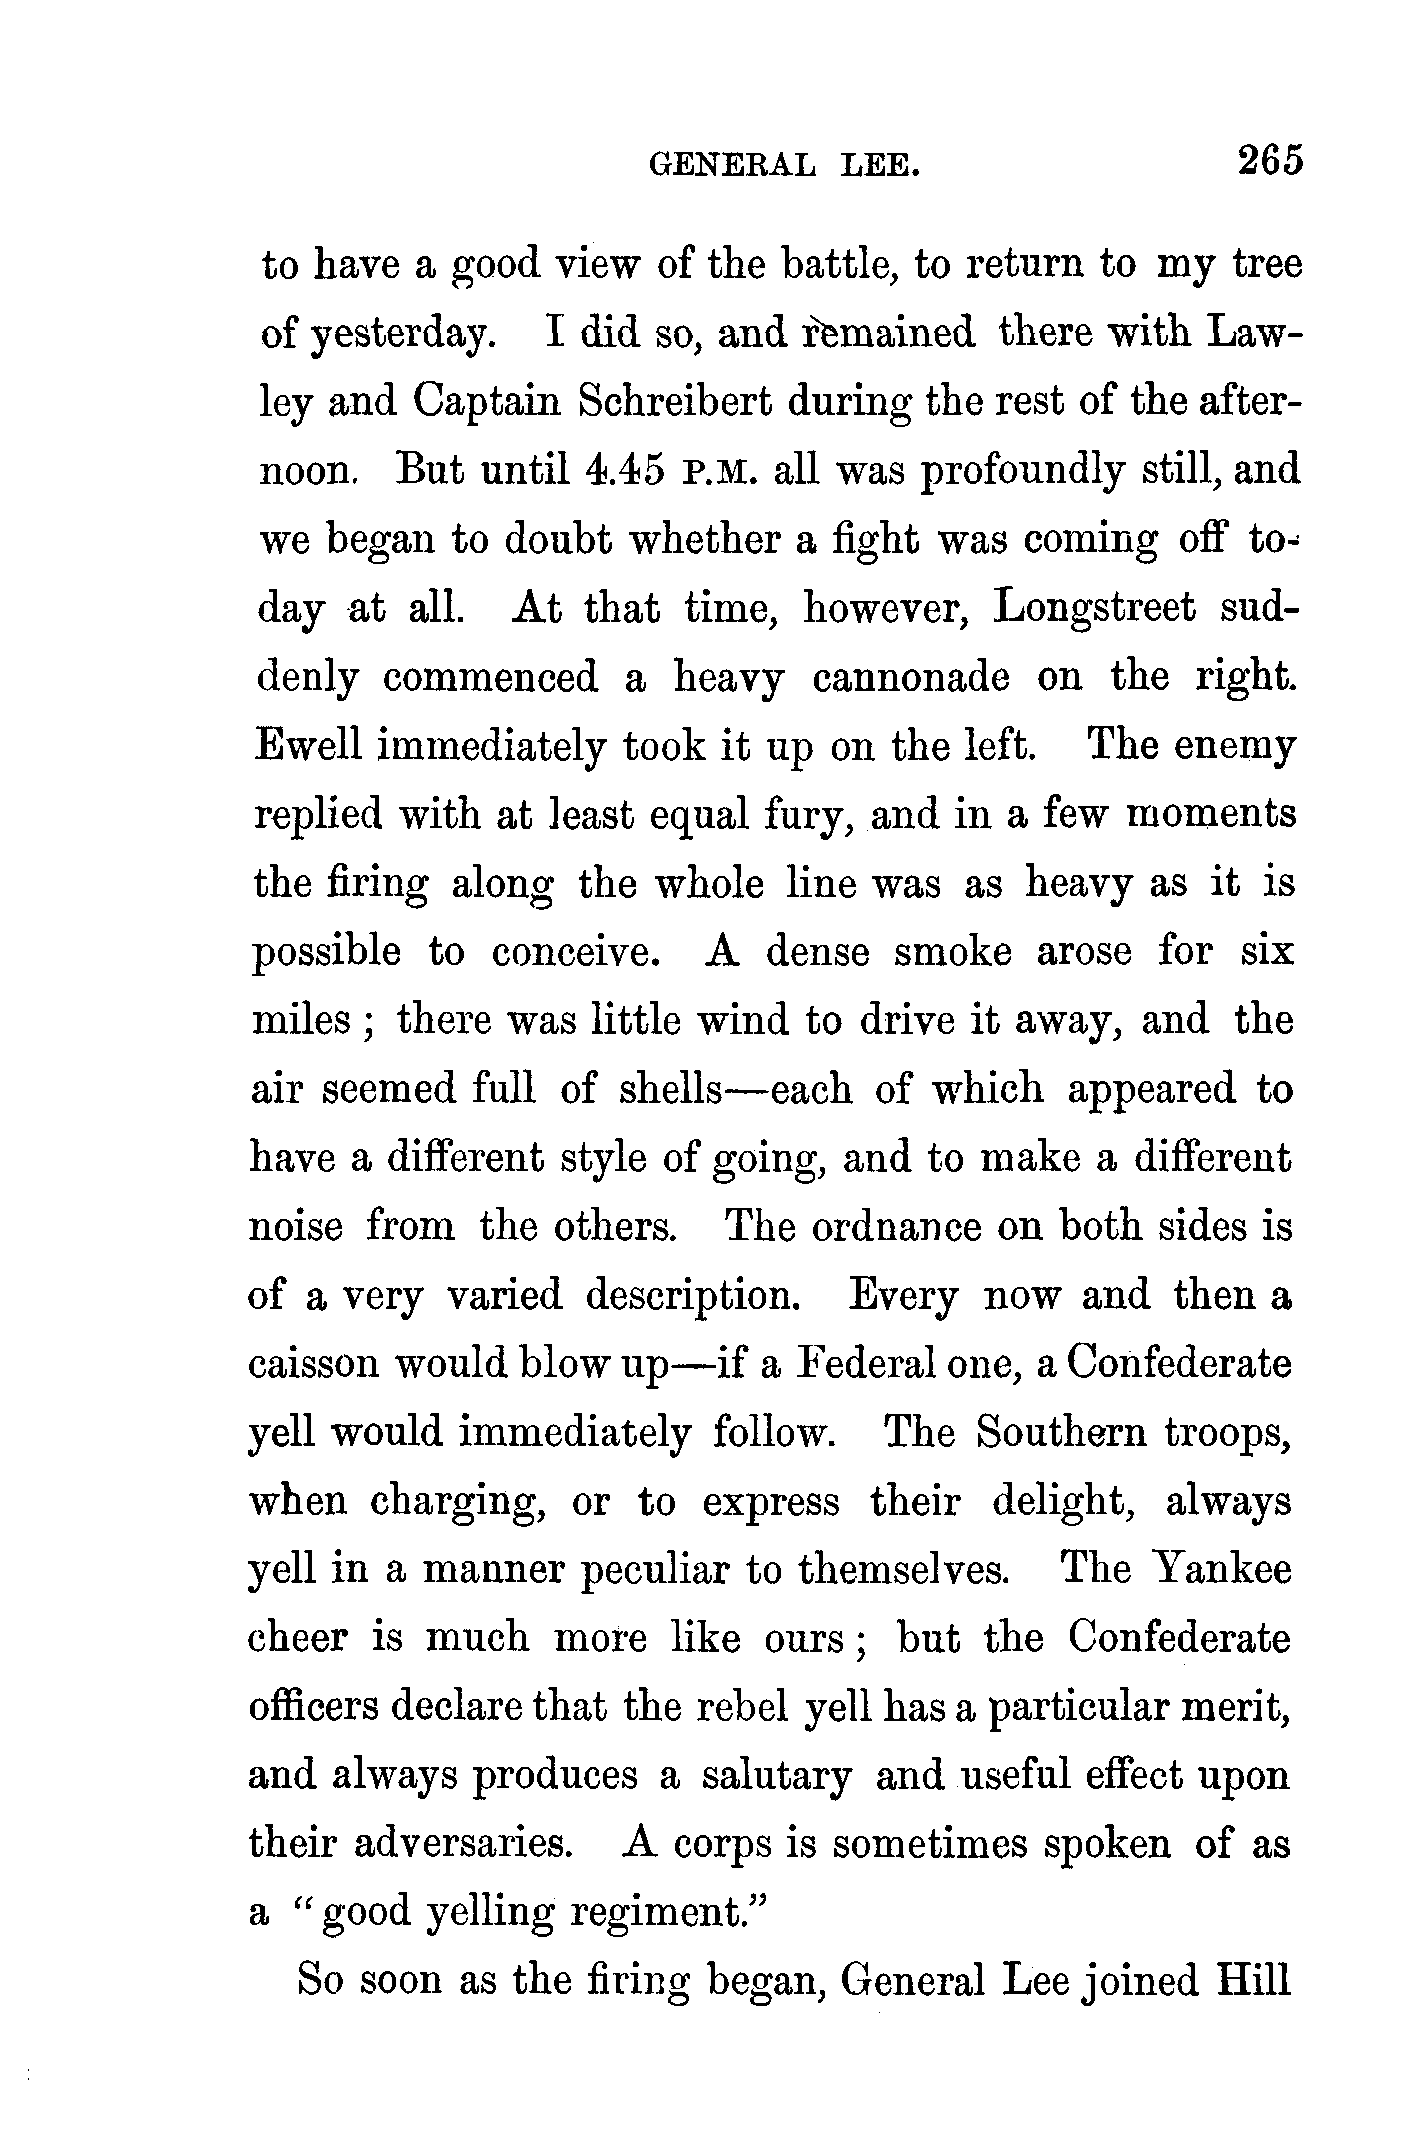 GENERAL LEE. 265
to have a good view of the battle, to return to my tree
of yesterday. I did so, and remained there with Law-
ley and Captain Schreibert during the rest of the after-
noon. But until 4.45 P.M. all was profoundly still, and
we began to doubt whether a fight was coming off to-
day at all. At that time, however, Longstreet sud-
denly commenced a heavy cannonade on the right.
Ewell immediately took it up on the left. The enemy
replied with at least equal fury, and in a few moments
the firing along the whole line was as heavy as it is
possible to conceive. A dense smoke arose for six
miles ; there was little wind to drive it away, and the
air seemed full of shells—each of which appeared to
have a different style of going, and to make a different
noise from the others. The ordnance on both sides is
of a very varied description. Every now and then a
caisson would blow up—if a Federal one, a Confederate
yell would immediately follow. The Southern troops,
when charging, or to express their delight, always
yell in a manner peculiar to themselves. The Yankee
cheer is much more like ours ; but the Confederate
officers declare that the rebel yell has a particular merit,
and always produces a salutary and useful effect upon
their adversaries. A corps is sometimes spoken of as
a “ good yelling regiment.”
So soon as the firing began, General Lee joined Hill